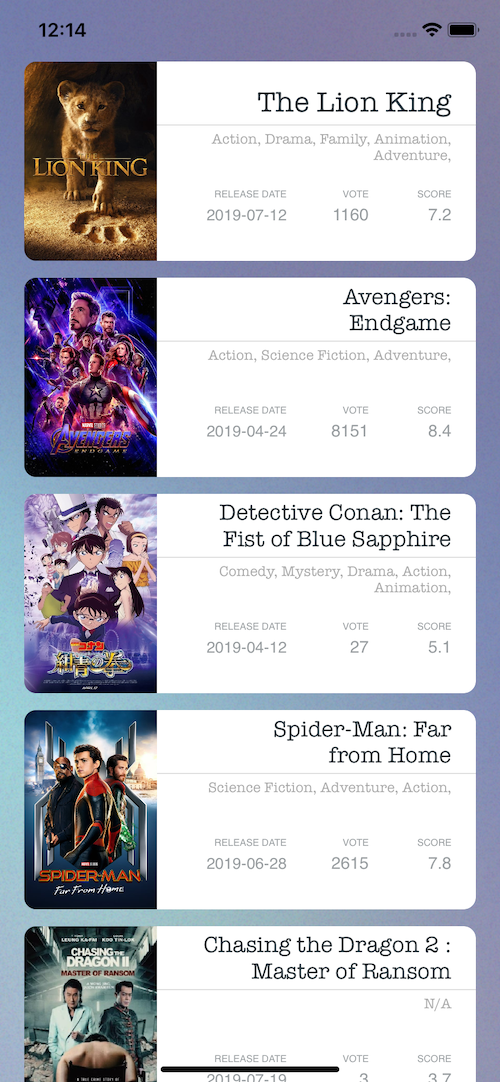 12:14
The Lion King
Action, Drama, Family, Animation,
Adventure,
RELEASE DATE VOTE SCORE
2019-07-12 1160 7.2
LION KING
Avengers:
Endgame
Action, Science Fiction, Adventure,
RELEASE DATE VOTE SCORE
2019-04-24 8151 8.4
MARVEL STUDIOS
AVENGERS
ENDGAME
Detective Conan: The
Fist of Blue Sapphire
Comedy, Mystery, Drama, Action,
Animation,
RELEASE DATE VOTE SCORE
2019-04-12 27 5.1
名探偵
コナン
紺青の拳
Spider-Man: Far
from Home
Science Fiction, Adventure, Action,
RELEASE DATE VOTE SCORE
2019-06-28 2615 7.8
SPIDER-MAN
Far From Home
Chasing the Dragon 2 :
Master of Ransom
N/A
RELEASE DATE VOTE SCORE
2019-07-19 3 3.7
LEUNG KA-FAI KOO TIN-LOK
CHASING THE
DRAGON II
MASTER OF RANSOM
A TRUE CRIME STORY OF